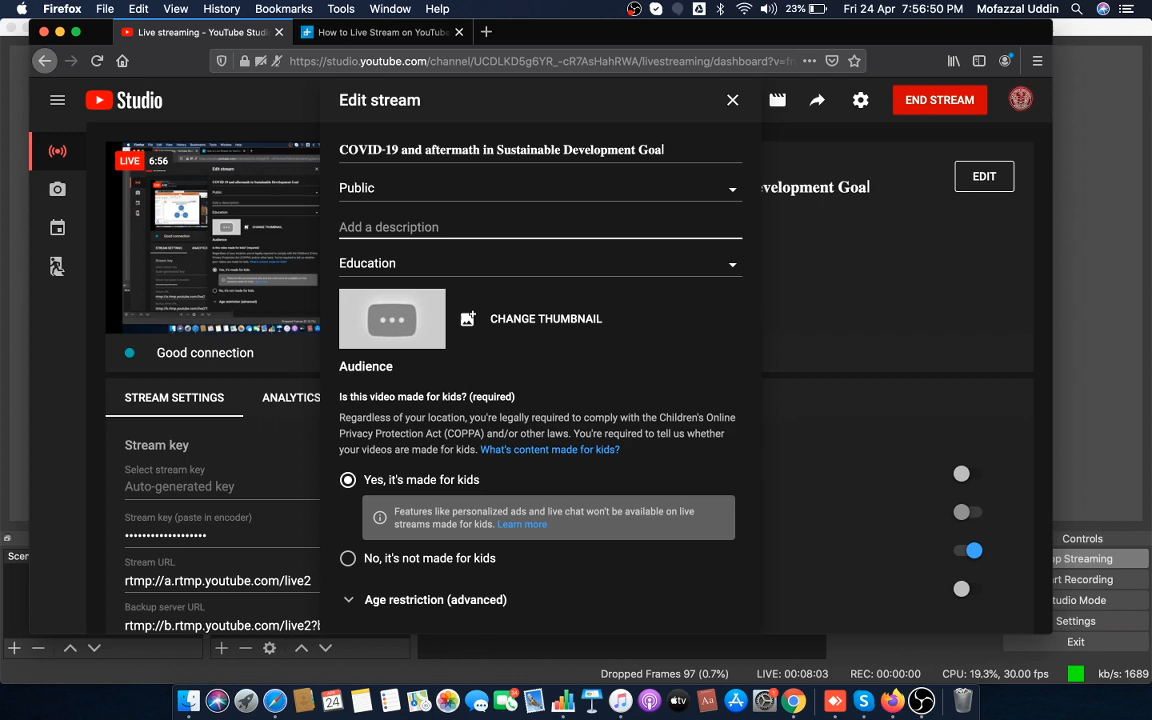 Firefox File Edit View History Bookmarks Tools Window Help 23% Fri 24 Apr 7:56:50 PM Mofazzal Uddin
Live streaming - YouTube Studi
How to Live Stream on YouTube
https://studio.youtube.com/channel/UCDLKD5g6YR_-cR7AsHahRWA/livestreaming/dashboard?v=
Studio
Edit stream
END STREAM
LIVE 6:56
COVID-19 and aftermath in Sustainable Development Goal
Public
evelopment Goal
EDIT
Add a description
Education
CHANGE THUMBNAIL
Good connection
Audience
STREAM SETTINGS
ANALYTICS
Is this video made for kids? (required)
Regardless of your location, you're legally required to comply with the Children's Online
Privacy Protection Act (COPPA) and/or other laws. You're required to tell us whether
your videos are made for kids. What's content made for kids?
Stream key
Select stream key
Auto-generated key
Yes, it's made for kids
Features like personalized ads and live chat won't be available on live
streams made for kids. Learn more
Stream key (paste in encoder)
••••••••••••••••••
No, it's not made for kids
Stream URL
rtmp://a.rtmp.youtube.com/live2
Age restriction (advanced)
Backup server URL
rtmp://b.rtmp.youtube.com/live2?b
Scen
Controls
op Streaming
art Recording
tudio Mode
Settings
Exit
Dropped Frames 97 (0.7%) LIVE: 00:08:03 REC: 00:00:00 CPU: 19.3%, 30.00 fps kb/s: 1689